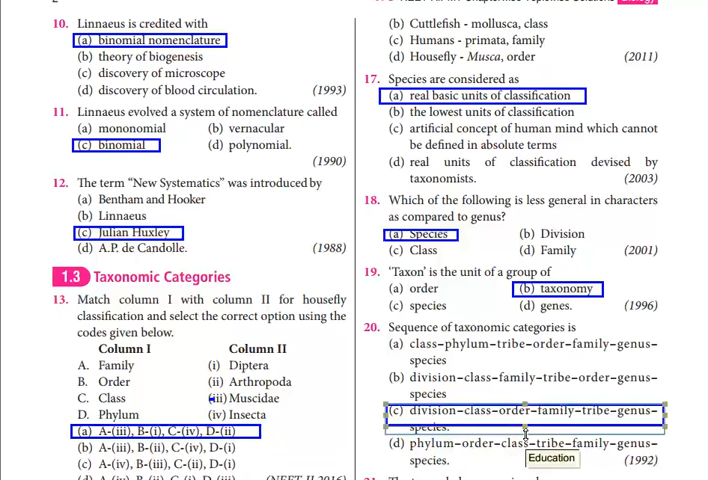 10. Linnaeus is credited with
(a) binomial nomenclature
(b) theory of biogenesis
(c) discovery of microscope
(d) discovery of blood circulation. (1993)
11. Linnaeus evolved a system of nomenclature called
(a) mononomial (b) vernacular
(c) binomial (d) polynomial.
(1990)
12. The term “New Systematics” was introduced by
(a) Bentham and Hooker
(b) Linnaeus
(c) Julian Huxley
(d) A.P. de Candolle. (1988)
1.3 Taxonomic Categories
13. Match column I with column II for housefly
classification and select the correct option using the
codes given below.
Column I Column II
A. Family (i) Diptera
B. Order (ii) Arthropoda
C. Class (iii) Muscidae
D. Phylum (iv) Insecta
(a) A-(iii), B-(i), C-(iv), D-(ii)
(b) A-(iii), B-(ii), C-(iv), D-(i)
(c) A-(iv), B-(iii), C-(ii), D-(i)
(b) Cuttlefish - mollusca, class
(c) Humans - primata, family
(d) Housefly - Musca, order (2011)
17. Species are considered as
(a) real basic units of classification
(b) the lowest units of classification
(c) artificial concept of human mind which cannot
be defined in absolute terms
(d) real units of classification devised by
taxonomists. (2003)
18. Which of the following is less general in characters
as compared to genus?
(a) Species (b) Division
(c) Class (d) Family (2001)
19. ‘Taxon’ is the unit of a group of
(a) order (b) taxonomy
(c) species (d) genes. (1996)
20. Sequence of taxonomic categories is
(a) class–phylum–tribe–order–family–genus–
species
(b) division–class–family–tribe–order–genus–
species
(c) division–class–order–family–tribe–genus–
species.
(d) phylum–order–class–tribe–family–genus–
species. (1992)
Education